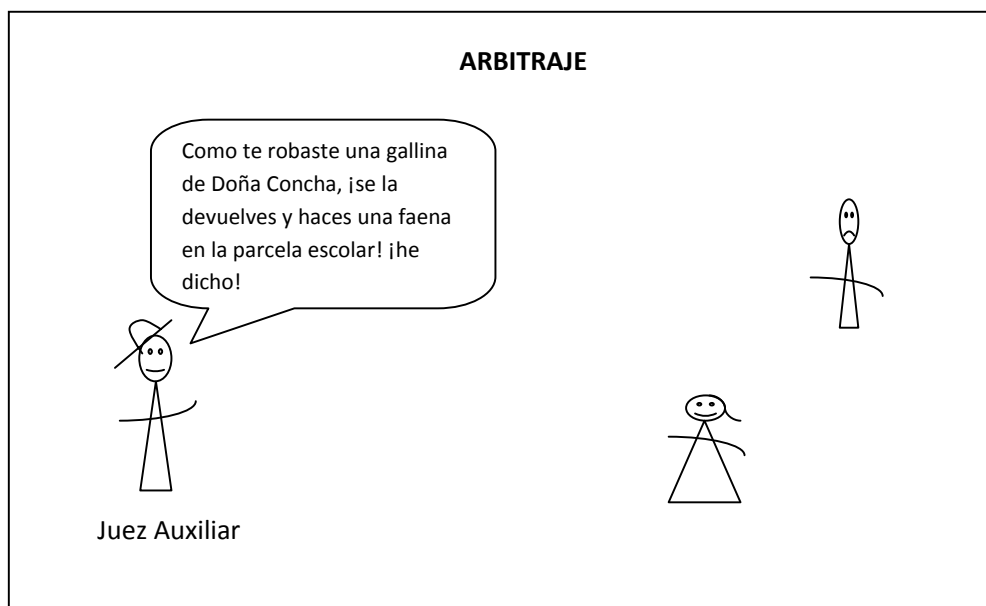 ARBITRAJE
Como te robaste una gallina
de Doña Concha, ¡se la
devuelves y haces una faena
en la parcela escolar! ¡he
dicho!
Juez Auxiliar